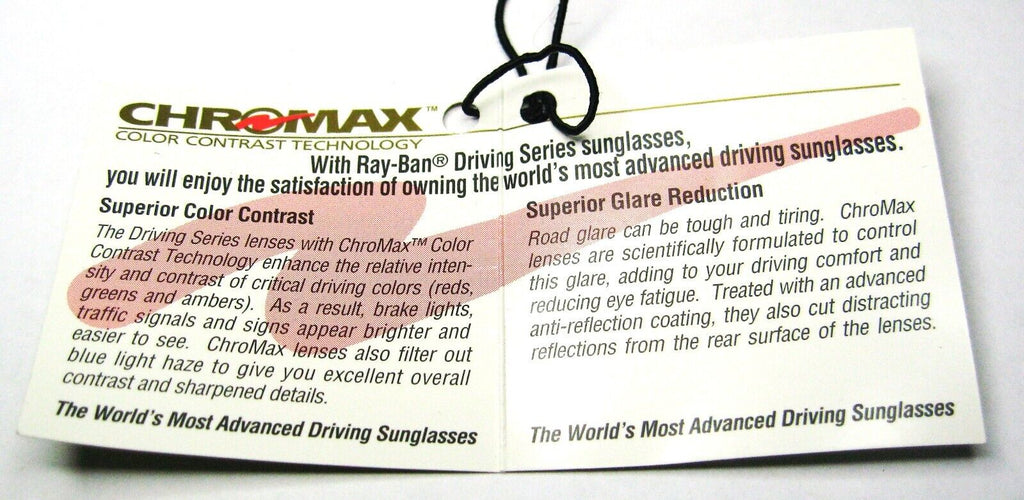 CHROMAX™
COLOR CONTRAST TECHNOLOGY
With Ray-Ban® Driving Series sunglasses,
you will enjoy the satisfaction of owning the world's most advanced driving sunglasses.
Superior Color Contrast
The Driving Series lenses with ChroMax™ Color
Contrast Technology enhance the relative inten-
sity and contrast of critical driving colors (reds,
greens and ambers). As a result, brake lights,
traffic signals and signs appear brighter and
easier to see. ChroMax lenses also filter out
blue light haze to give you excellent overall
contrast and sharpened details.
The World's Most Advanced Driving Sunglasses
Superior Glare Reduction
Road glare can be tough and tiring. ChroMax
lenses are scientifically formulated to control
this glare, adding to your driving comfort and
reducing eye fatigue. Treated with an advanced
anti-reflection coating, they also cut distracting
reflections from the rear surface of the lenses.
The World's Most Advanced Driving Sunglasses